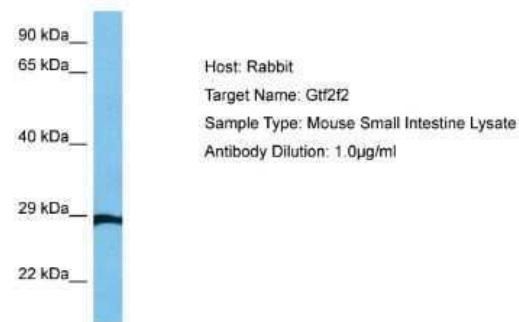 90 kDa
65 kDa
Host: Rabbit
Target Name: Gtf2f2
Sample Type: Mouse Small Intestine Lysate
40 kDa
Antibody Dilution: 1.0µg/ml
29 kDa
22 kDa